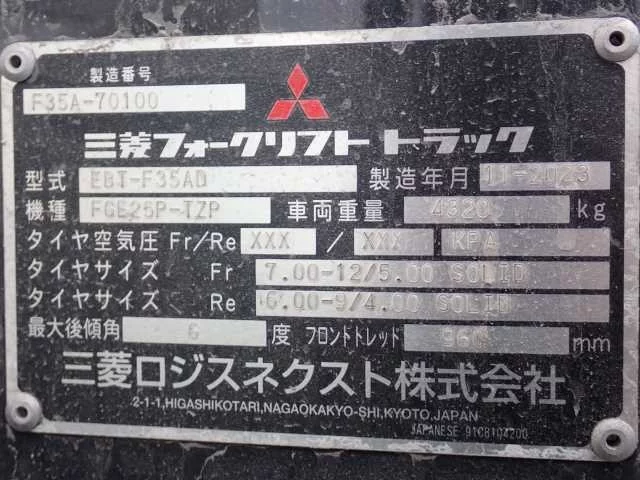 製造番号
F35A-70100
三菱フォークリフト トラック
型式 EBT-F35AD 製造年月 11-2023
機種 FGE25P-TZP 車両重量 4320 kg
タイヤ空気圧 Fr/Re XXX / XXX KPA
タイヤサイズ Fr 7.00-12/5.00 SOLID
タイヤサイズ Re 6.00-9/4.00 SOLID
最大後傾角 6 度 フロントトレッド 960 mm
三菱ロジスネクスト株式会社
2-1-1,HIGASHIKOTARI,NAGAOKAKYO-SHI,KYOTO,JAPAN
JAPANESE 91CB104200